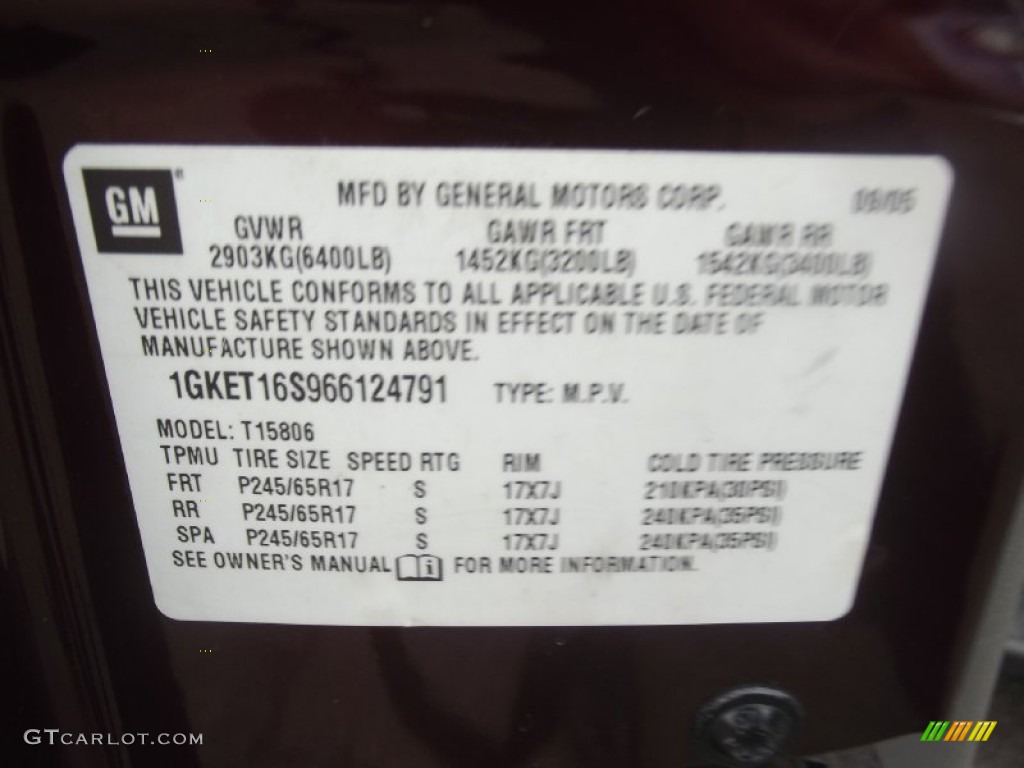 GM
MFD BY GENERAL MOTORS CORP. 09/05
GVWR GAWR FRT GAWR RR
2903KG(6400LB) 1452KG(3200LB) 1542KG(3400LB)
THIS VEHICLE CONFORMS TO ALL APPLICABLE U.S. FEDERAL MOTOR
VEHICLE SAFETY STANDARDS IN EFFECT ON THE DATE OF
MANUFACTURE SHOWN ABOVE.
1GKET16S966124791 TYPE: M.P.V.
MODEL: T15806
TPMU TIRE SIZE SPEED RTG RIM COLD TIRE PRESSURE
FRT P245/65R17 S 17X7J 210KPA(30PSI)
RR P245/65R17 S 17X7J 240KPA(35PSI)
SPA P245/65R17 S 17X7J 240KPA(35PSI)
SEE OWNER'S MANUAL FOR MORE INFORMATION.
GTCARLOT.COM